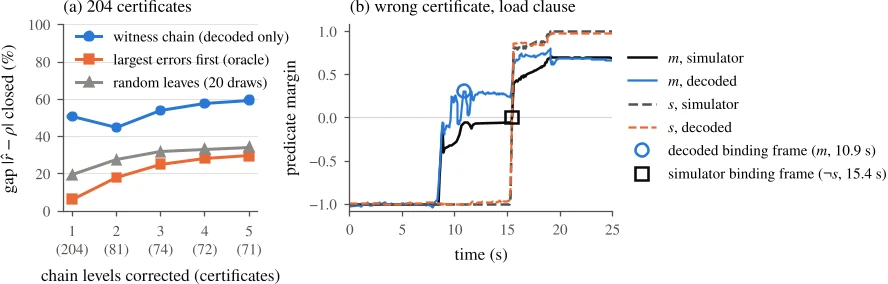 (a) 204 certificates
gap |r̂ − ρ| closed (%)
100
80
60
40
20
0
witness chain (decoded only)
largest errors first (oracle)
random leaves (20 draws)
1 2 3 4 5
(204) (81) (74) (72) (71)
chain levels corrected (certificates)
(b) wrong certificate, load clause
predicate margin
1.0
0.5
0.0
−0.5
−1.0
0 5 10 15 20 25
time (s)
m, simulator
m, decoded
s, simulator
s, decoded
decoded binding frame (m, 10.9 s)
simulator binding frame (¬s, 15.4 s)